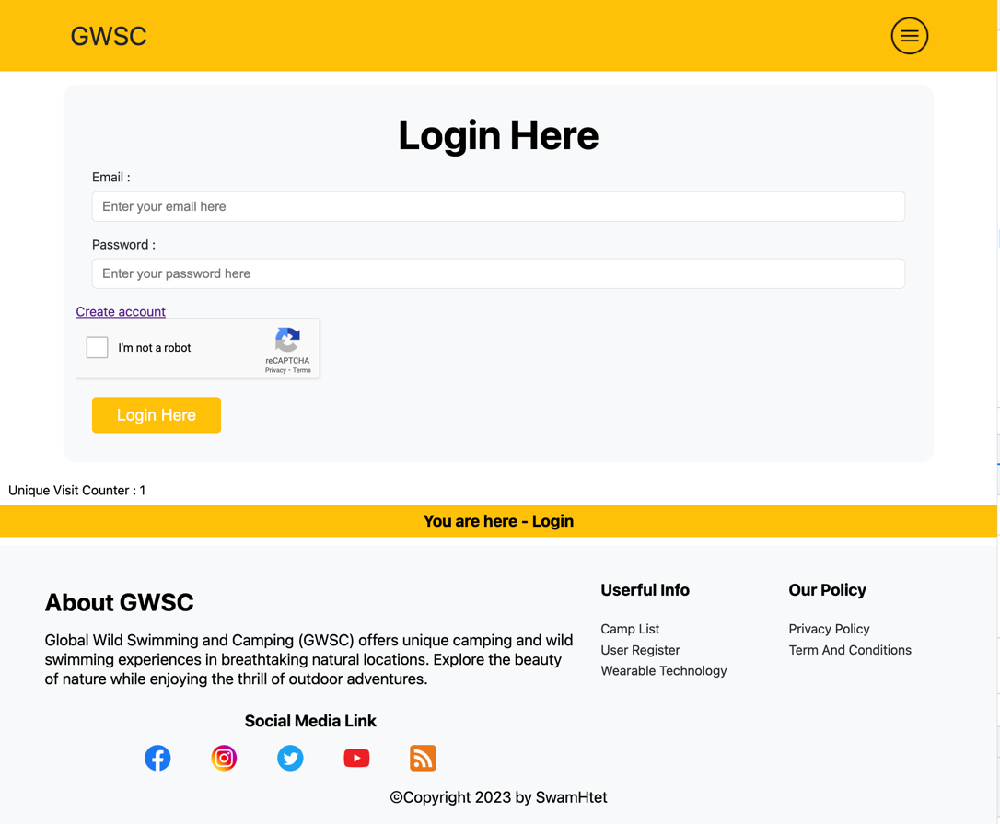 GWSC
Login Here
Email :
Enter your email here
Password :
Enter your password here
Create account
I'm not a robot
reCAPTCHA
Privacy - Terms
Login Here
Unique Visit Counter : 1
You are here - Login
About GWSC
Global Wild Swimming and Camping (GWSC) offers unique camping and wild
swimming experiences in breathtaking natural locations. Explore the beauty
of nature while enjoying the thrill of outdoor adventures.
Social Media Link
Userful Info
Camp List
User Register
Wearable Technology
Our Policy
Privacy Policy
Term And Conditions
©Copyright 2023 by SwamHtet